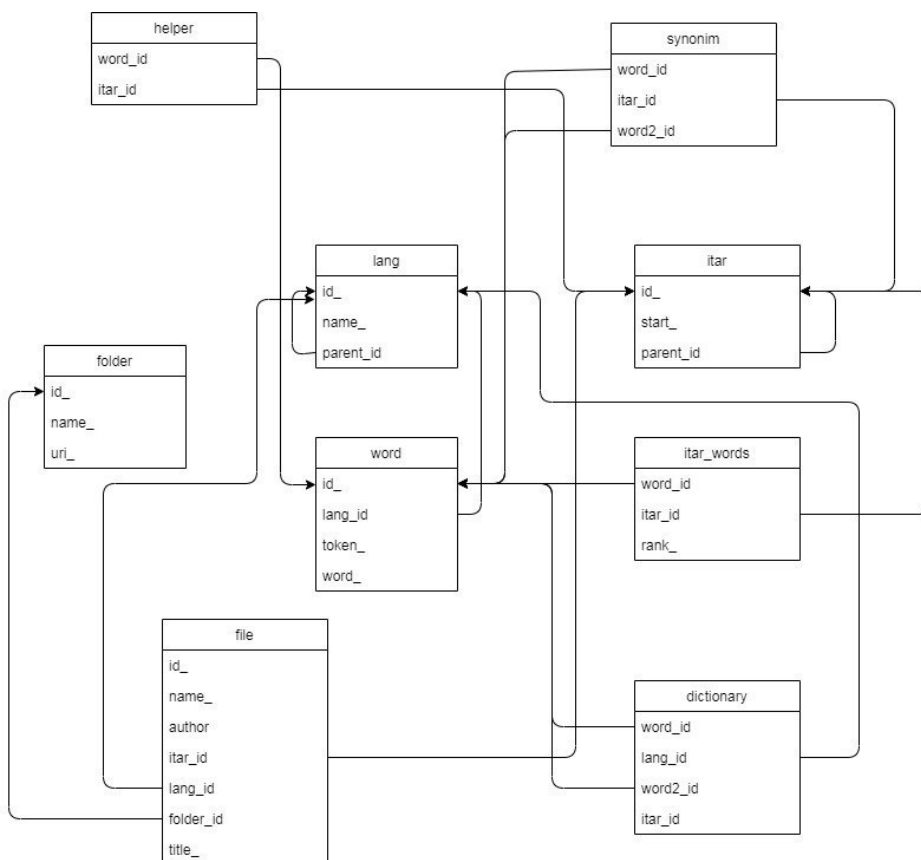 helper
word_id
itar_id
synonim
word_id
itar_id
word2_id
lang
id_
name_
parent_id
itar
id_
start_
parent_id
folder
id_
name_
uri_
word
id_
lang_id
token_
word_
itar_words
word_id
itar_id
rank_
file
id_
name_
author
itar_id
lang_id
folder_id
title_
dictionary
word_id
lang_id
word2_id
itar_id